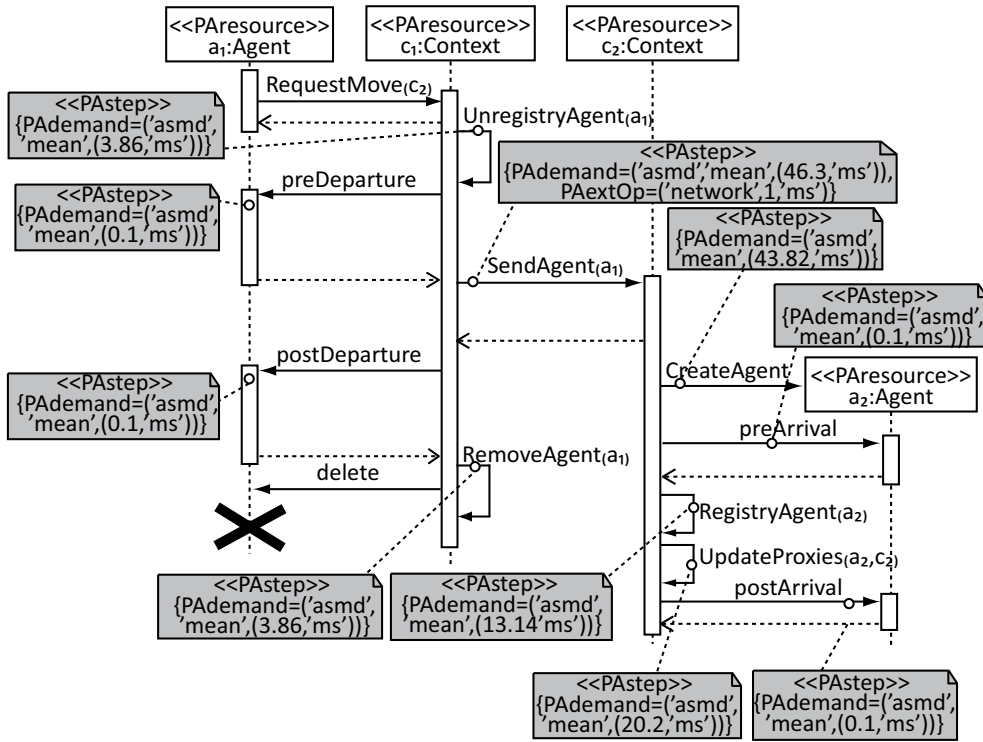 <<PAresource>>
a₁:Agent
<<PAresource>>
c₁:Context
<<PAresource>>
c₂:Context
RequestMove(c₂)
<<PAstep>>
{PAdemand=('asmd',
'mean',(3.86,'ms'))}
UnregistryAgent(a₁)
<<PAstep>>
{PAdemand=('asmd','mean',(46.3,'ms')),
PAextOp=('network',1,'ms')}
preDeparture
<<PAstep>>
{PAdemand=('asmd',
'mean',(0.1,'ms'))}
<<PAstep>>
{PAdemand=('asmd',
'mean',(43.82,'ms'))}
SendAgent(a₁)
<<PAstep>>
{PAdemand=('asmd',
'mean',(0.1,'ms'))}
postDeparture
CreateAgent
<<PAresource>>
a₂:Agent
<<PAstep>>
{PAdemand=('asmd',
'mean',(0.1,'ms'))}
preArrival
RemoveAgent(a₁)
delete
RegistryAgent(a₂)
UpdateProxies(a₂,c₂)
<<PAstep>>
{PAdemand=('asmd',
'mean',(3.86,'ms'))}
<<PAstep>>
{PAdemand=('asmd',
'mean',(13.14'ms'))}
postArrival
<<PAstep>>
{PAdemand=('asmd',
'mean',(20.2,'ms'))}
<<PAstep>>
{PAdemand=('asmd',
'mean',(0.1,'ms'))}